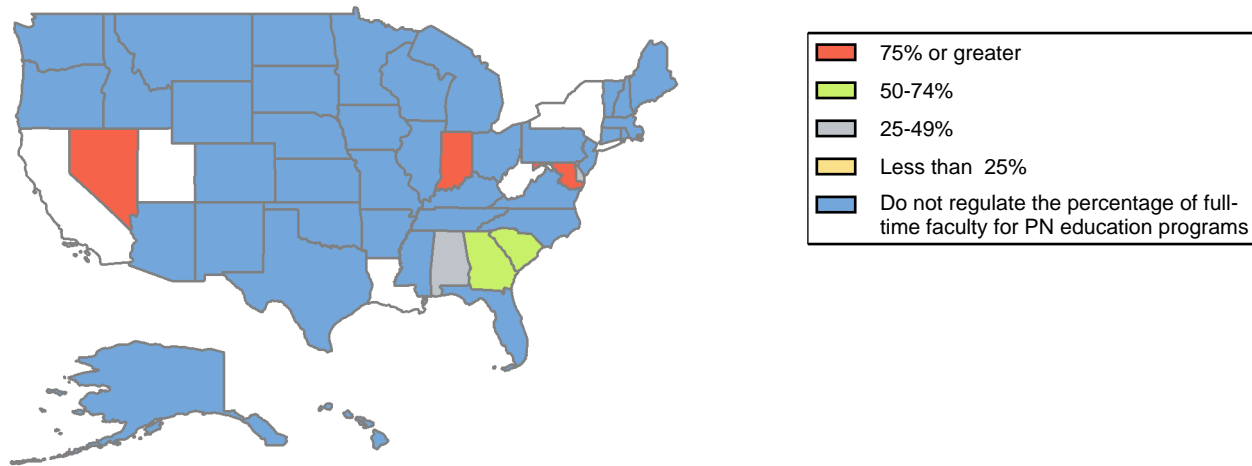 75% or greater
50-74%
25-49%
Less than 25%
Do not regulate the percentage of full-
time faculty for PN education programs